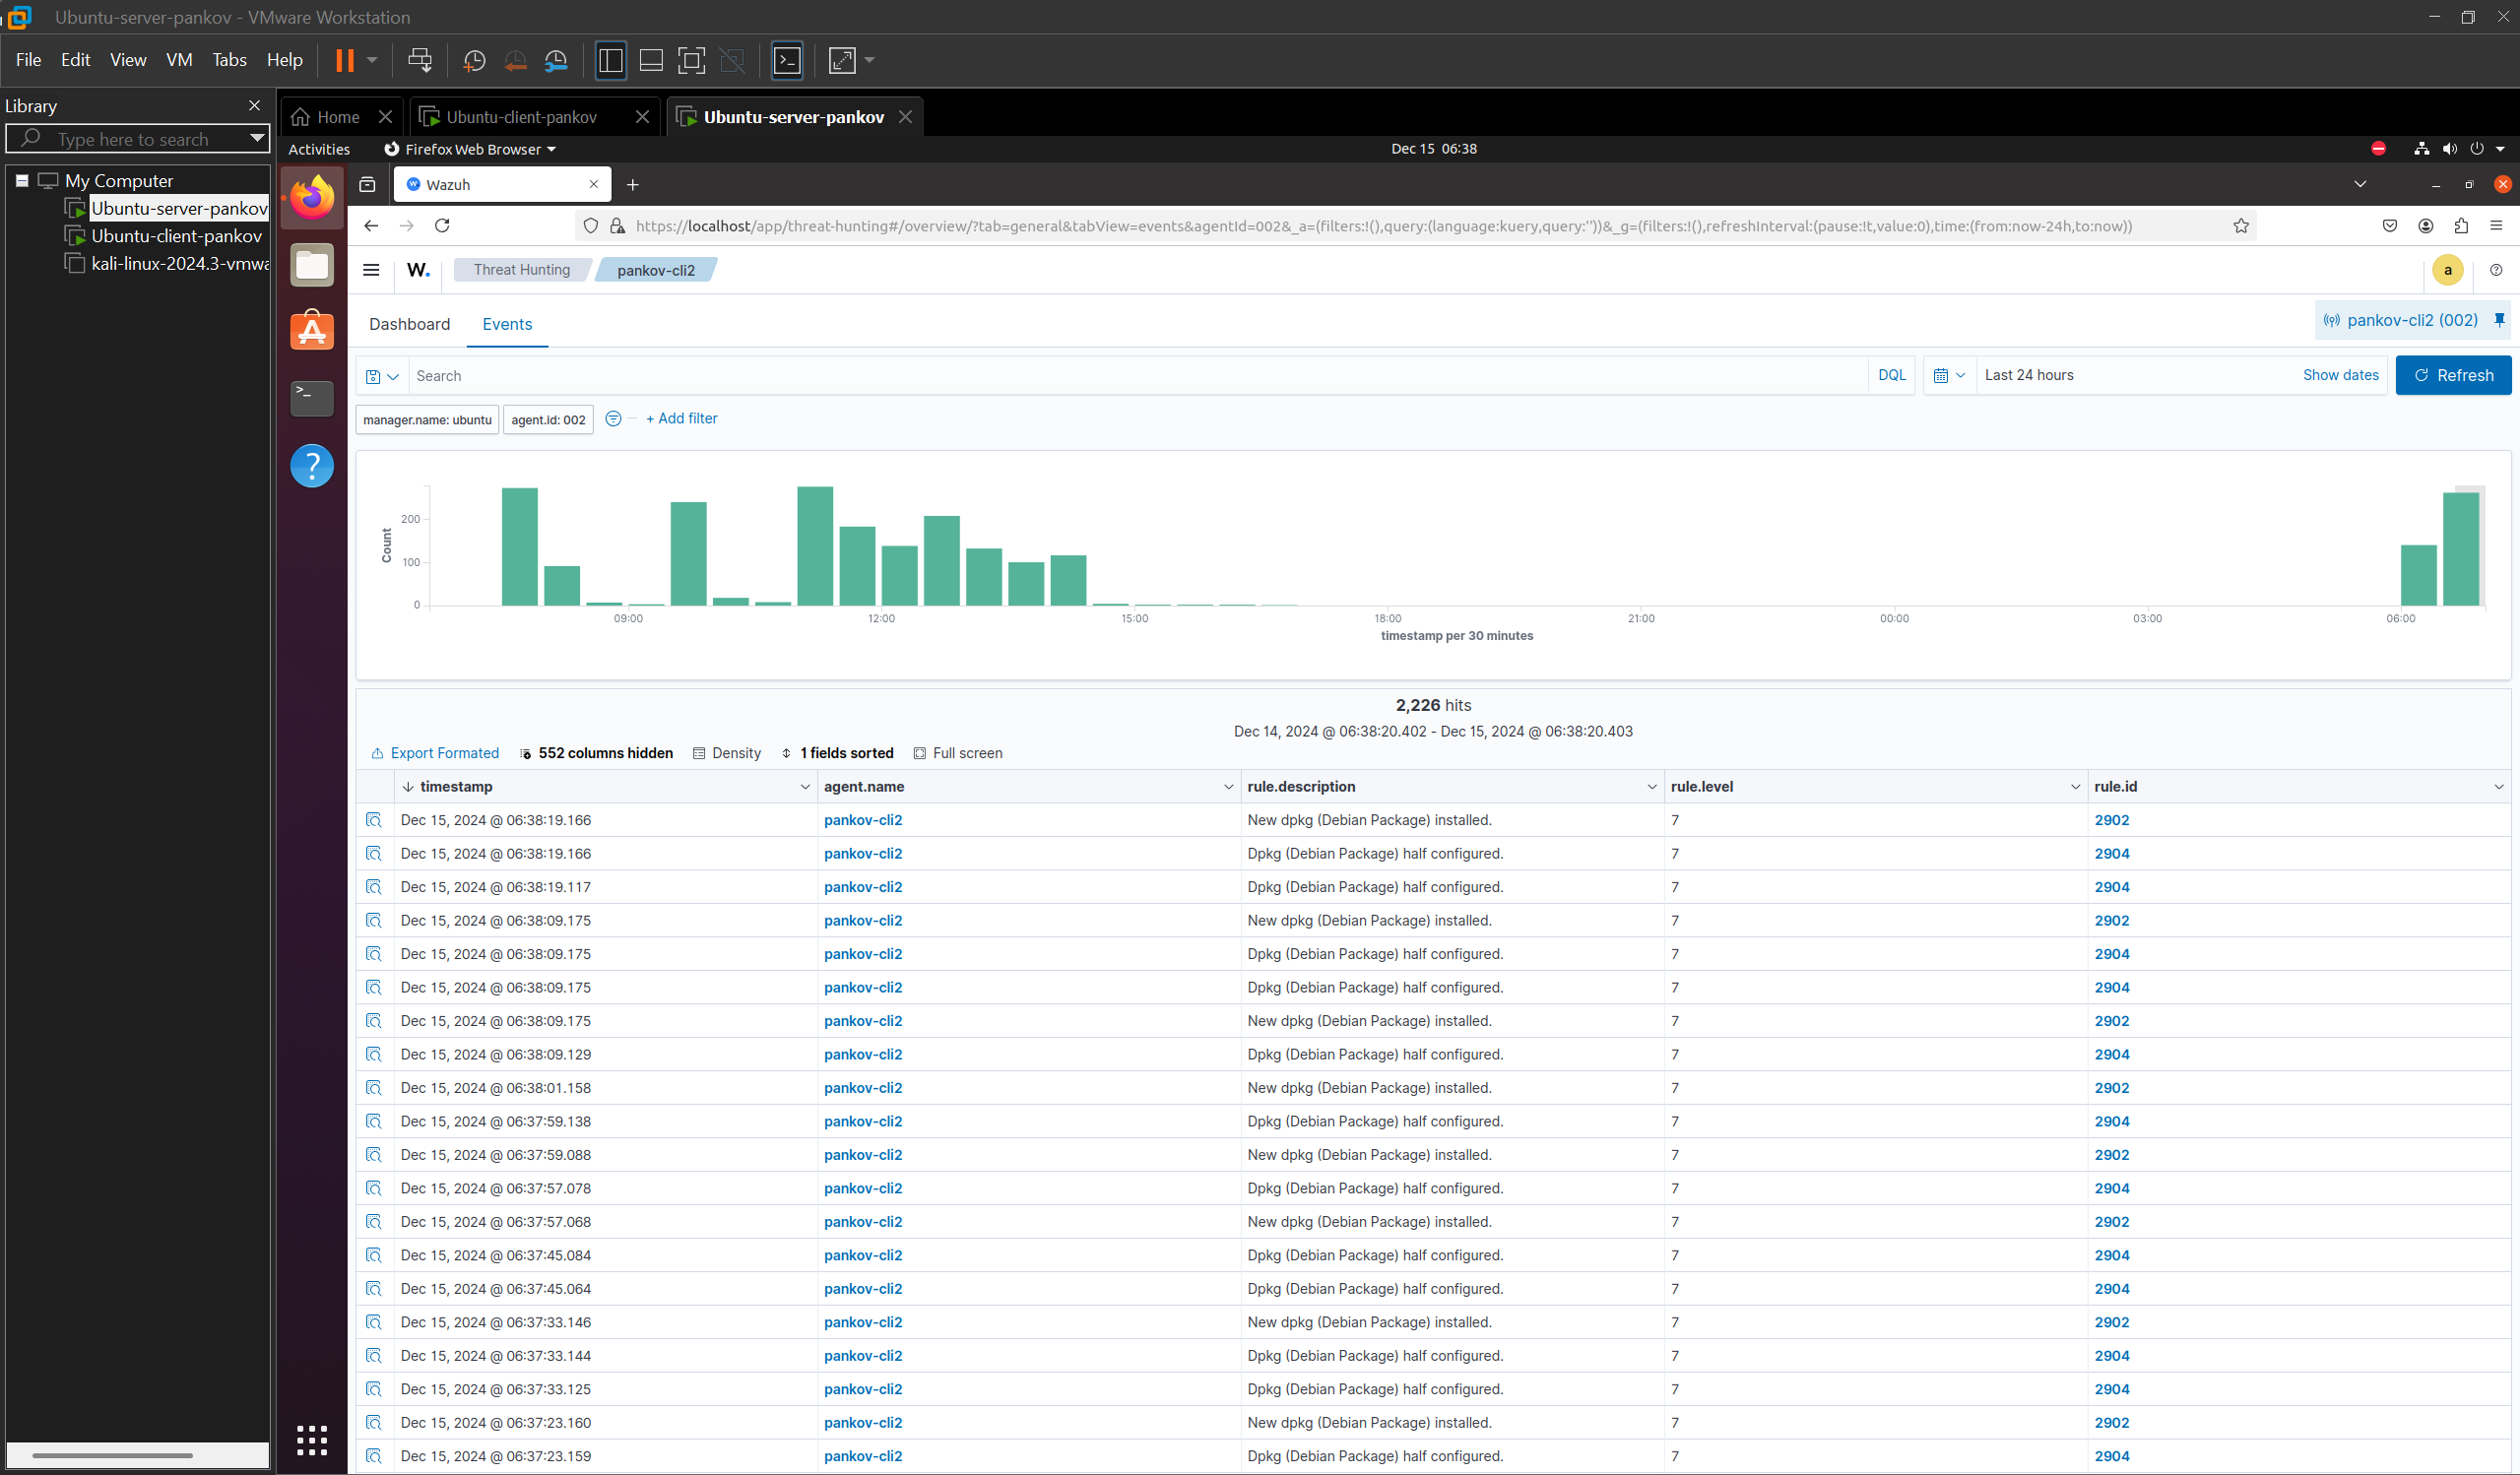 Ubuntu-server-pankov - VMware Workstation
File Edit View VM Tabs Help
Library
Type here to search
My Computer
Ubuntu-server-pankov
Ubuntu-client-pankov
kali-linux-2024.3-vmwa
Home Ubuntu-client-pankov Ubuntu-server-pankov
Activities Firefox Web Browser Dec 15 06:38
Wazuh
https://localhost/app/threat-hunting#/overview/?tab=general&tabView=events&agentId=002&_a=(filters:!(),query:(language:kuery,query:''))&_g=(filters:!(),refreshInterval:(pause:!t,value:0),time:(from:now-24h,to:now))
W. Threat Hunting pankov-cli2 a
Dashboard Events pankov-cli2 (002)
Search DQL Last 24 hours Show dates Refresh
manager.name: ubuntu agent.id: 002 + Add filter
Count
200
100
0
09:00 12:00 15:00 18:00 21:00 00:00 03:00 06:00
timestamp per 30 minutes
2,226 hits
Dec 14, 2024 @ 06:38:20.402 - Dec 15, 2024 @ 06:38:20.403
Export Formated 552 columns hidden Density 1 fields sorted Full screen
timestamp agent.name rule.description rule.level rule.id
Dec 15, 2024 @ 06:38:19.166 pankov-cli2 New dpkg (Debian Package) installed. 7 2902
Dec 15, 2024 @ 06:38:19.166 pankov-cli2 Dpkg (Debian Package) half configured. 7 2904
Dec 15, 2024 @ 06:38:19.117 pankov-cli2 Dpkg (Debian Package) half configured. 7 2904
Dec 15, 2024 @ 06:38:09.175 pankov-cli2 New dpkg (Debian Package) installed. 7 2902
Dec 15, 2024 @ 06:38:09.175 pankov-cli2 Dpkg (Debian Package) half configured. 7 2904
Dec 15, 2024 @ 06:38:09.175 pankov-cli2 Dpkg (Debian Package) half configured. 7 2904
Dec 15, 2024 @ 06:38:09.175 pankov-cli2 New dpkg (Debian Package) installed. 7 2902
Dec 15, 2024 @ 06:38:09.129 pankov-cli2 Dpkg (Debian Package) half configured. 7 2904
Dec 15, 2024 @ 06:38:01.158 pankov-cli2 New dpkg (Debian Package) installed. 7 2902
Dec 15, 2024 @ 06:37:59.138 pankov-cli2 Dpkg (Debian Package) half configured. 7 2904
Dec 15, 2024 @ 06:37:59.088 pankov-cli2 New dpkg (Debian Package) installed. 7 2902
Dec 15, 2024 @ 06:37:57.078 pankov-cli2 Dpkg (Debian Package) half configured. 7 2904
Dec 15, 2024 @ 06:37:57.068 pankov-cli2 New dpkg (Debian Package) installed. 7 2902
Dec 15, 2024 @ 06:37:45.084 pankov-cli2 Dpkg (Debian Package) half configured. 7 2904
Dec 15, 2024 @ 06:37:45.064 pankov-cli2 Dpkg (Debian Package) half configured. 7 2904
Dec 15, 2024 @ 06:37:33.146 pankov-cli2 New dpkg (Debian Package) installed. 7 2902
Dec 15, 2024 @ 06:37:33.144 pankov-cli2 Dpkg (Debian Package) half configured. 7 2904
Dec 15, 2024 @ 06:37:33.125 pankov-cli2 Dpkg (Debian Package) half configured. 7 2904
Dec 15, 2024 @ 06:37:23.160 pankov-cli2 New dpkg (Debian Package) installed. 7 2902
Dec 15, 2024 @ 06:37:23.159 pankov-cli2 Dpkg (Debian Package) half configured. 7 2904